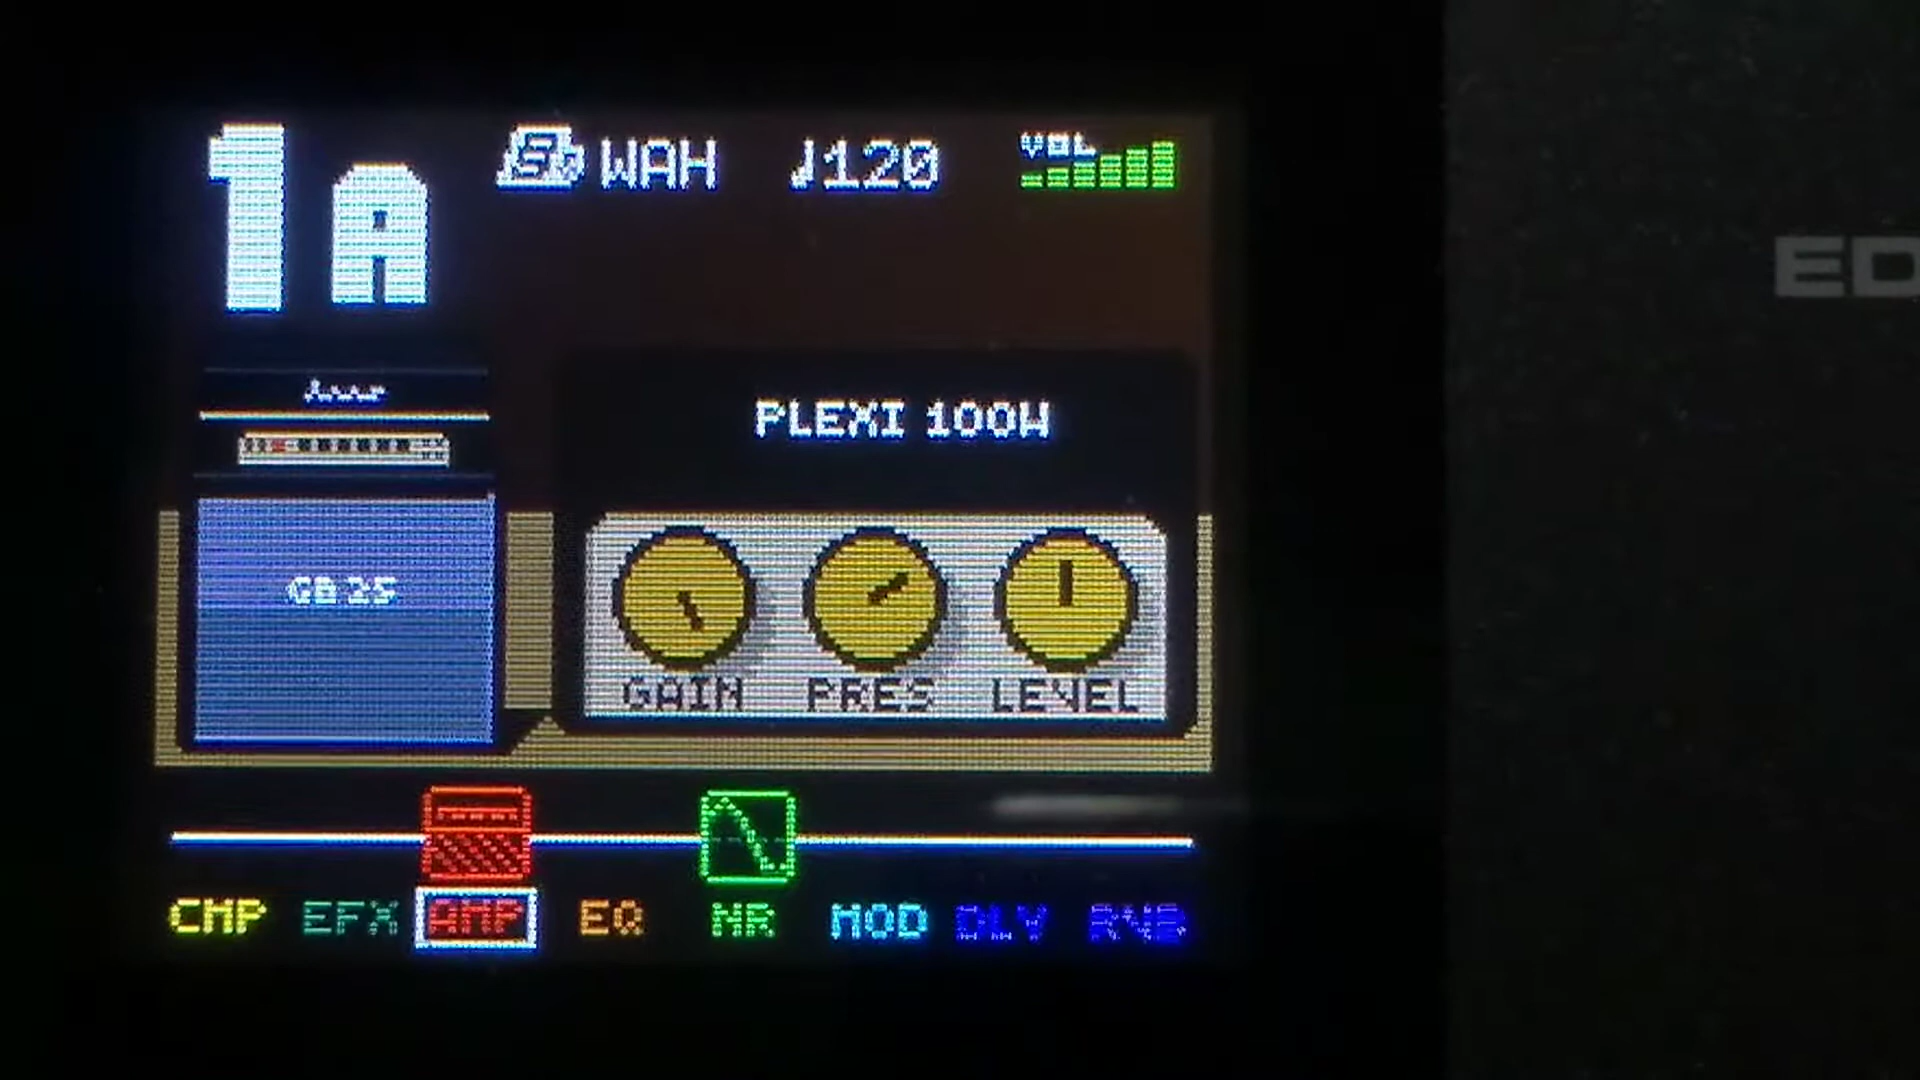 1A WAH ♩120 VOL
PLEXI 100W
GB 25
GAIN PRES LEVEL
CMP EFX AMP EQ NR MOD DLY RVB
ED